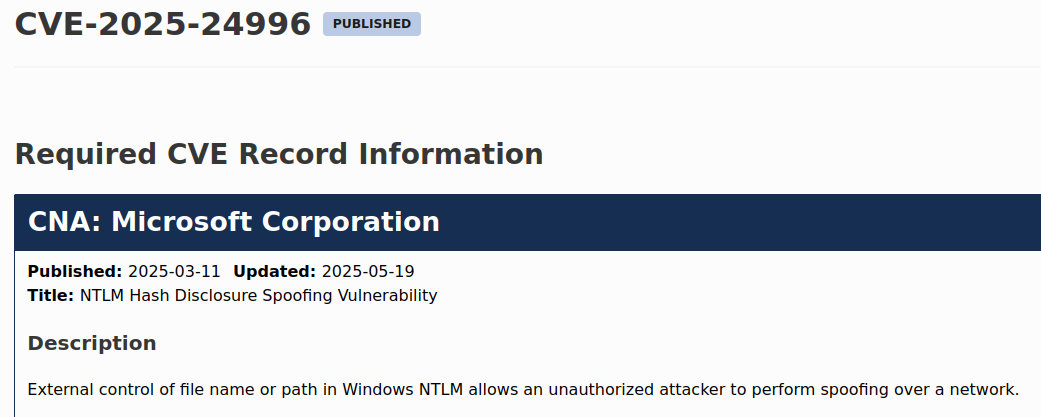 CVE-2025-24996 PUBLISHED
Required CVE Record Information
CNA: Microsoft Corporation
Published: 2025-03-11 Updated: 2025-05-19
Title: NTLM Hash Disclosure Spoofing Vulnerability
Description
External control of file name or path in Windows NTLM allows an unauthorized attacker to perform spoofing over a network.